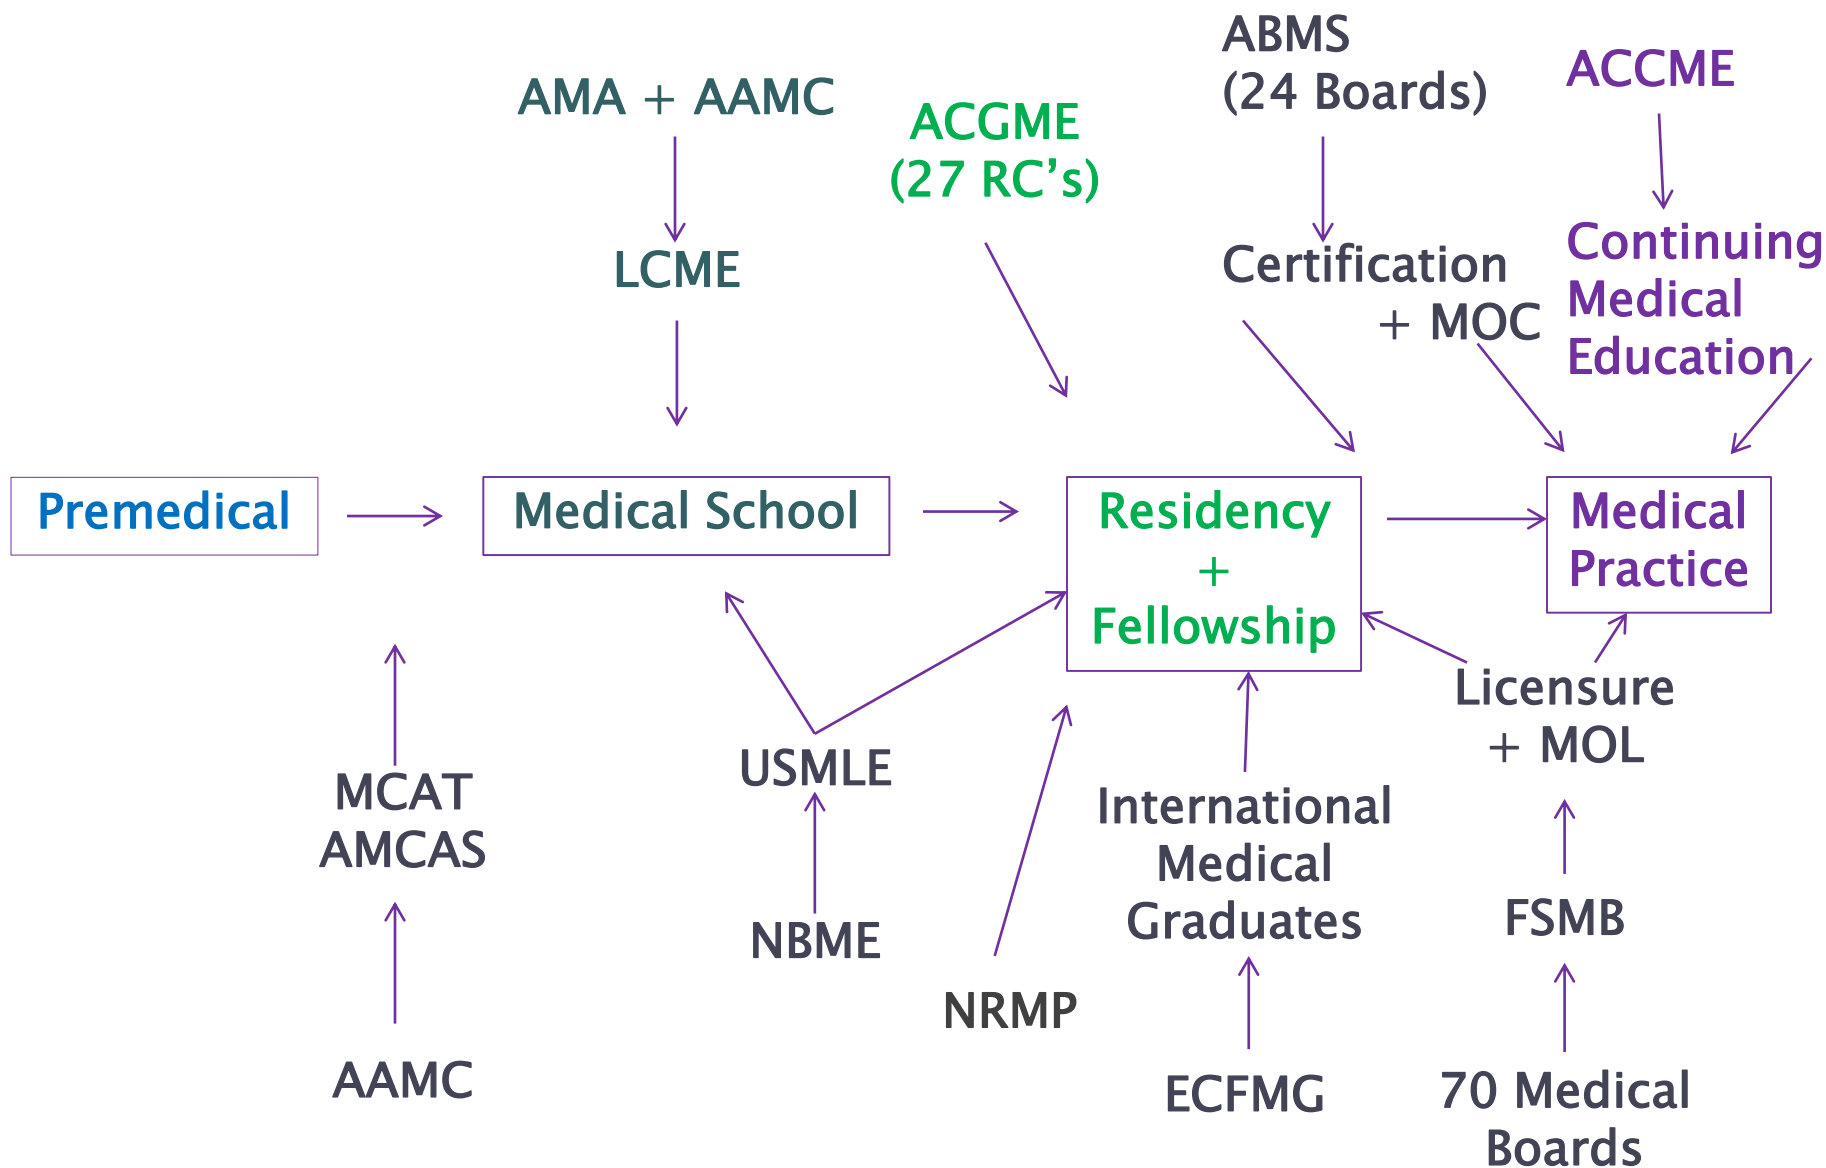 ABMS
(24 Boards)
ACCME
AMA + AAMC
ACGME
(27 RC’s)
LCME
Certification
+ MOC
Continuing
Medical
Education
Premedical
Medical School
Residency
+
Fellowship
Medical
Practice
USMLE
MCAT
AMCAS
Licensure
+ MOL
International
Medical
Graduates
NBME
FSMB
NRMP
AAMC
ECFMG
70 Medical
Boards